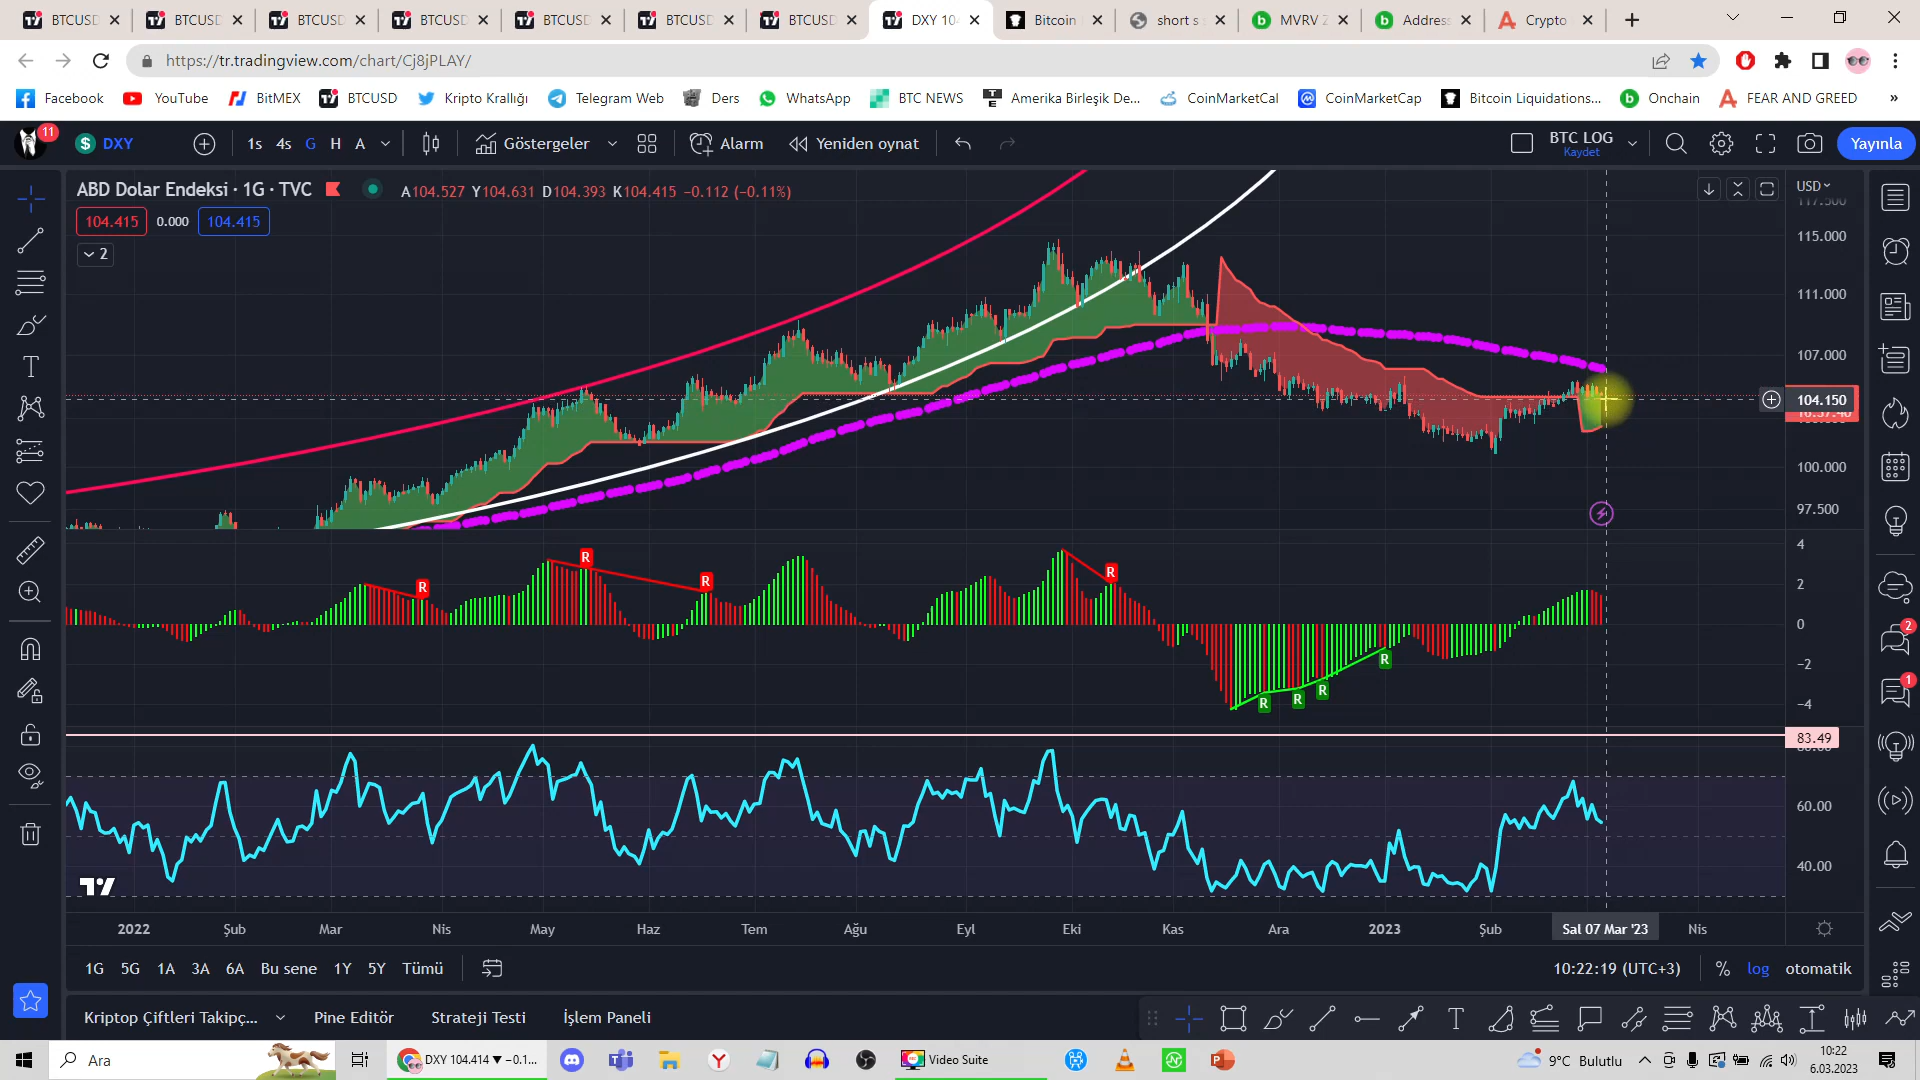 BTCUSD BTCUSD BTCUSD BTCUSD BTCUSD BTCUSD BTCUSD DXY 10 Bitcoin short s MVRV Z Address Crypto
https://tr.tradingview.com/chart/Cj8jPLAY/
Facebook YouTube BitMEX BTCUSD Kripto Krallığı Telegram Web Ders WhatsApp BTC NEWS Amerika Birleşik De... CoinMarketCal CoinMarketCap Bitcoin Liquidations... Onchain FEAR AND GREED »
11 DXY 1s 4s G H A Göstergeler Alarm Yeniden oynat BTC LOG Kaydet Yayınla
ABD Dolar Endeksi · 1G · TVC A104.527 Y104.631 D104.393 K104.415 −0.112 (−0.11%)
USD
104.415 0.000 104.415
2
117.500
115.000
111.000
107.000
104.150
100.000
97.500
4
2
0
−2
−4
R R R R
R R R R
83.49
80.00
60.00
40.00
2022 Şub Mar Nis May Haz Tem Ağu Eyl Eki Kas Ara 2023 Şub Sal 07 Mar '23 Nis
1G 5G 1A 3A 6A Bu sene 1Y 5Y Tümü 10:22:19 (UTC+3) % log otomatik
Kriptop Çiftleri Takipç... Pine Editör Strateji Testi İşlem Paneli
2
1
Ara DXY 104.414 ▼ −0.1... Video Suite 9°C Bulutlu 10:22
6.03.2023